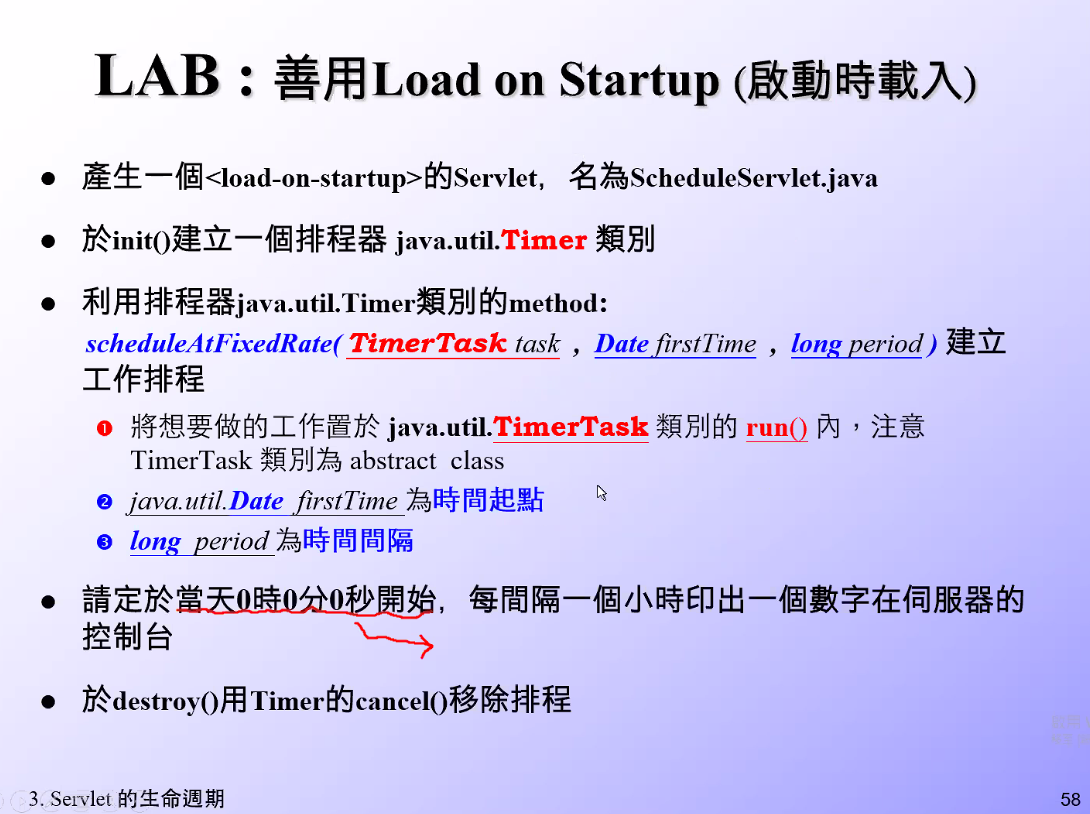 LAB : 善用Load on Startup (啟動時載入)
● 產生一個<load-on-startup>的Servlet, 名為ScheduleServlet.java
● 於init()建立一個排程器 java.util.Timer 類別
● 利用排程器java.util.Timer類別的method:
scheduleAtFixedRate( TimerTask task , Date firstTime , long period ) 建立
工作排程
❶ 將想要做的工作置於 java.util.TimerTask 類別的 run() 內，注意
TimerTask 類別為 abstract class
❷ java.util.Date firstTime 為時間起點
❸ long period 為時間間隔
● 請定於當天0時0分0秒開始, 每間隔一個小時印出一個數字在伺服器的
控制台
● 於destroy()用Timer的cancel()移除排程
3. Servlet 的生命週期
58